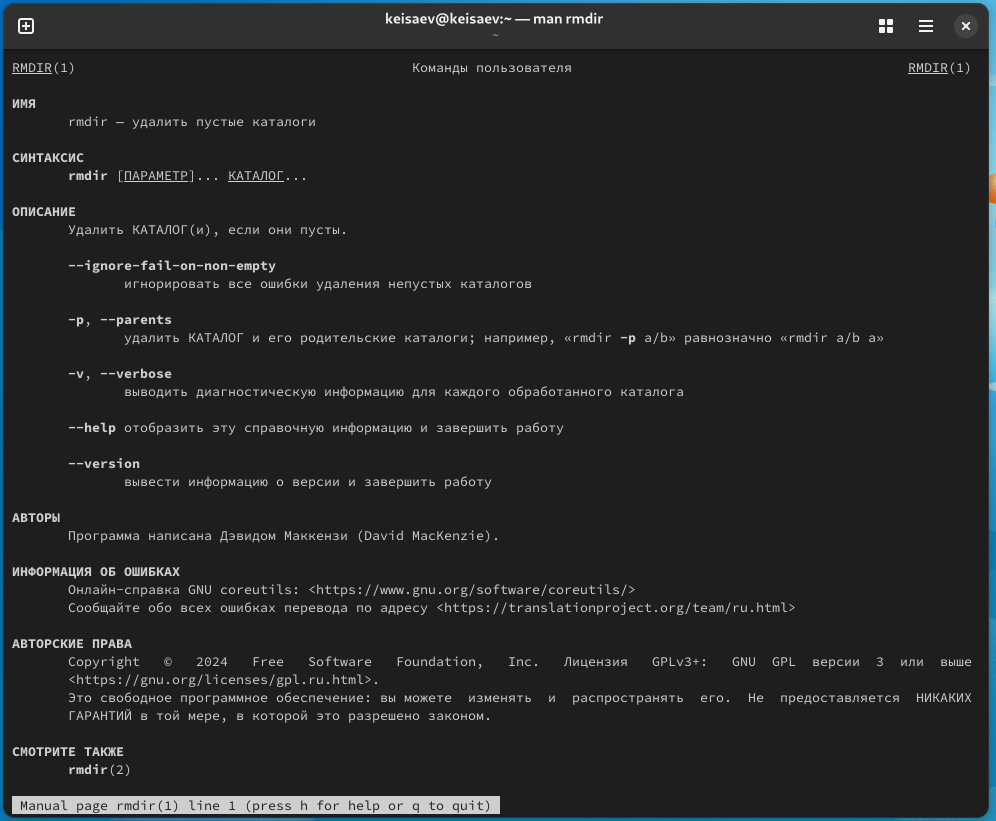 keisaev@keisaev:~ — man rmdir
~
RMDIR(1) Команды пользователя RMDIR(1)
ИМЯ
rmdir — удалить пустые каталоги
СИНТАКСИС
rmdir [ПАРАМЕТР]... КАТАЛОГ...
ОПИСАНИЕ
Удалить КАТАЛОГ(и), если они пусты.
--ignore-fail-on-non-empty
игнорировать все ошибки удаления непустых каталогов
-p, --parents
удалить КАТАЛОГ и его родительские каталоги; например, «rmdir -p a/b» равнозначно «rmdir a/b a»
-v, --verbose
выводить диагностическую информацию для каждого обработанного каталога
--help отобразить эту справочную информацию и завершить работу
--version
вывести информацию о версии и завершить работу
АВТОРЫ
Программа написана Дэвидом Маккензи (David MacKenzie).
ИНФОРМАЦИЯ ОБ ОШИБКАХ
Онлайн-справка GNU coreutils: <https://www.gnu.org/software/coreutils/>
Сообщайте обо всех ошибках перевода по адресу <https://translationproject.org/team/ru.html>
АВТОРСКИЕ ПРАВА
Copyright © 2024 Free Software Foundation, Inc. Лицензия GPLv3+: GNU GPL версии 3 или выше
<https://gnu.org/licenses/gpl.ru.html>.
Это свободное программное обеспечение: вы можете изменять и распространять его. Не предоставляется НИКАКИХ
ГАРАНТИЙ в той мере, в которой это разрешено законом.
СМОТРИТЕ ТАКЖЕ
rmdir(2)
Manual page rmdir(1) line 1 (press h for help or q to quit)